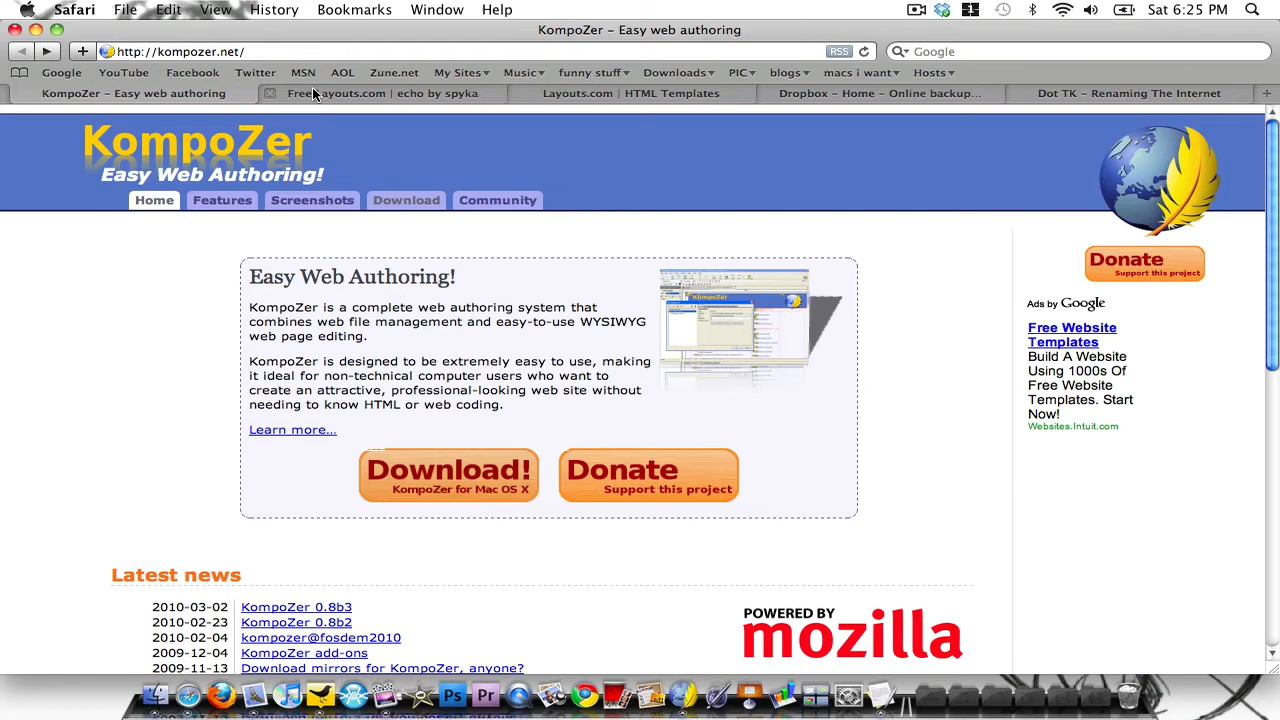 Safari File Edit View History Bookmarks Window Help 1 Sat 6:25 PM
KompoZer – Easy web authoring
http://kompozer.net/ RSS Google
Google YouTube Facebook Twitter MSN AOL Zune.net My Sites Music funny stuff Downloads PIC blogs macs i want Hosts
KompoZer – Easy web authoring Free Layouts.com | echo by spyka Layouts.com | HTML Templates Dropbox – Home – Online backup... Dot TK – Renaming The Internet
KompoZer
Easy Web Authoring!
Home Features Screenshots Download Community
Easy Web Authoring!
KompoZer is a complete web authoring system that
combines web file management and easy-to-use WYSIWYG
web page editing.
KompoZer is designed to be extremely easy to use, making
it ideal for non-technical computer users who want to
create an attractive, professional-looking web site without
needing to know HTML or web coding.
Learn more...
Download!
KompoZer for Mac OS X
Donate
Support this project
Donate
Support this project
Ads by Google
Free Website
Templates
Build A Website
Using 1000s Of
Free Website
Templates. Start
Now!
Websites.Intuit.com
Latest news
2010-03-02 KompoZer 0.8b3
2010-02-23 KompoZer 0.8b2
2010-02-04 kompozer@fosdem2010
2009-12-04 KompoZer add-ons
2009-11-13 Download mirrors for KompoZer, anyone?
POWERED BY
mozilla
Ps Pr